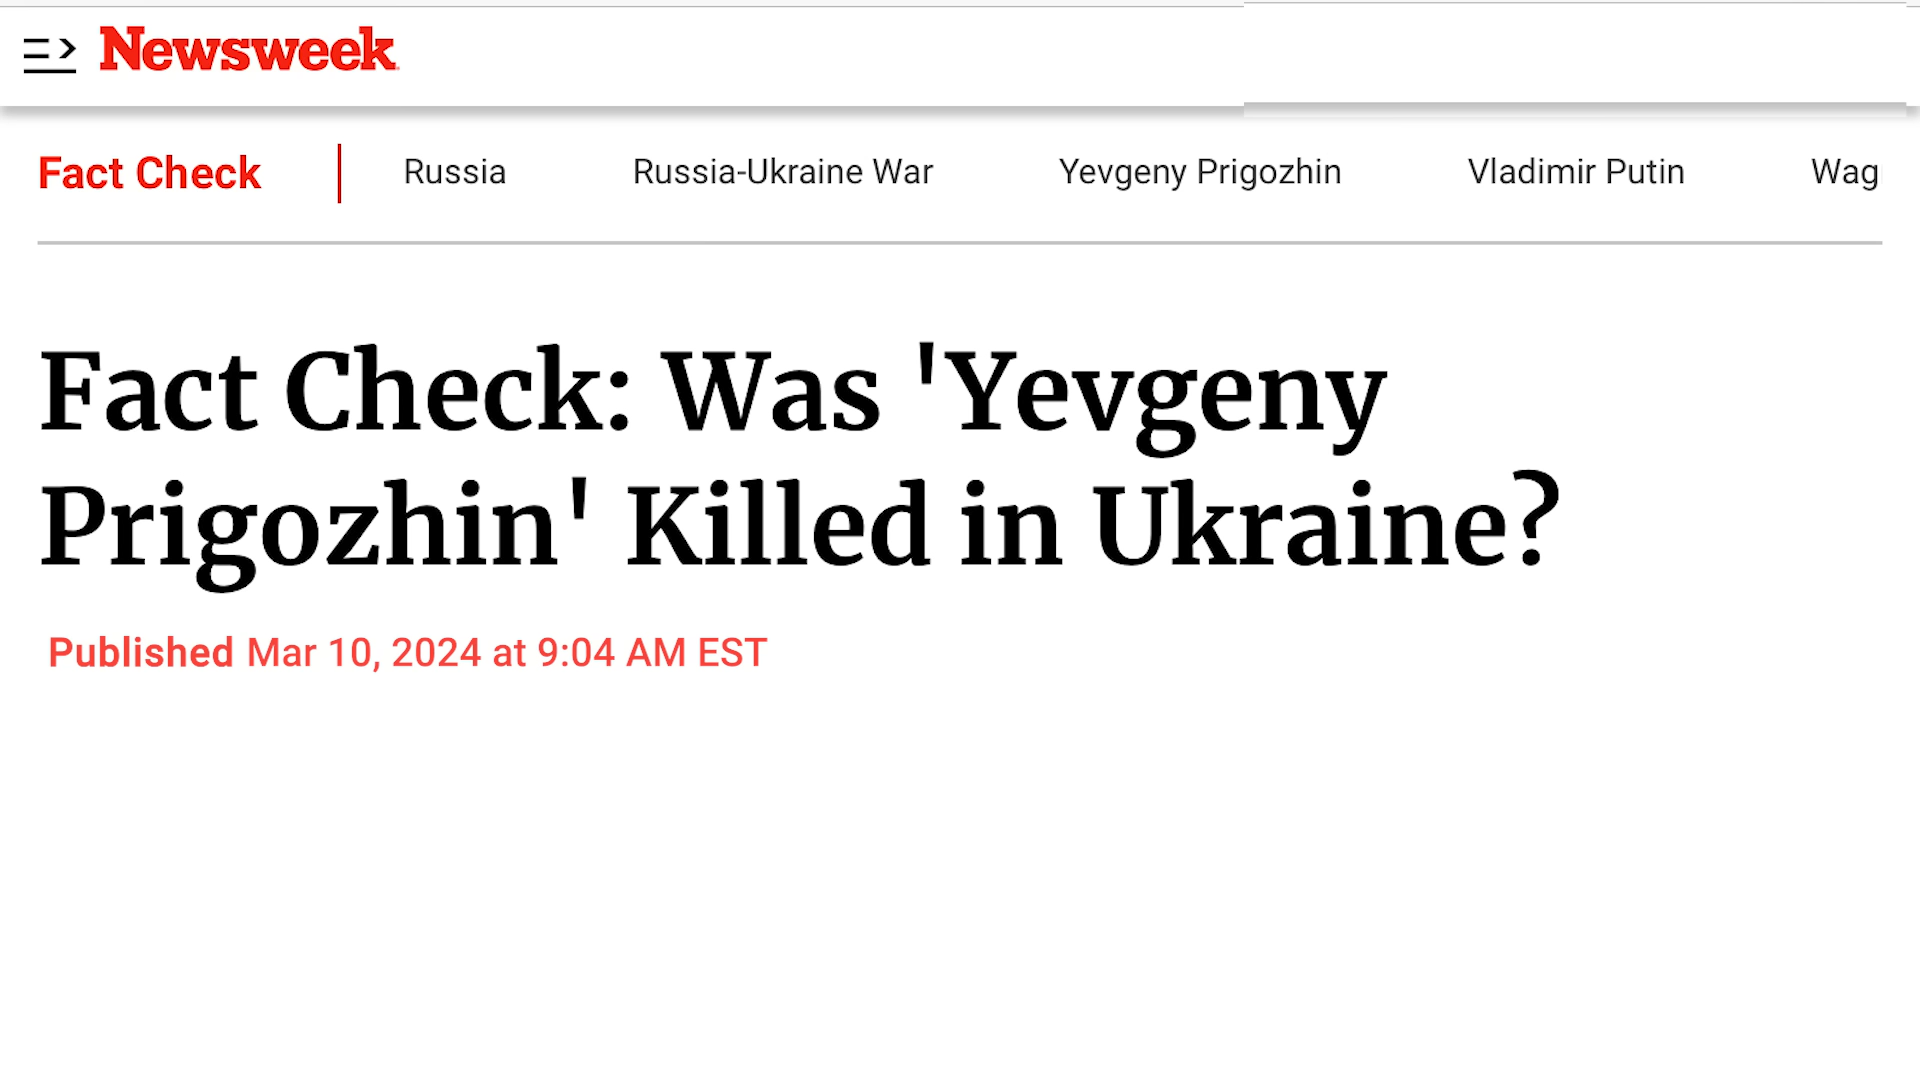 Newsweek
Fact Check Russia Russia-Ukraine War Yevgeny Prigozhin Vladimir Putin Wag
Fact Check: Was 'Yevgeny
Prigozhin' Killed in Ukraine?
Published Mar 10, 2024 at 9:04 AM EST